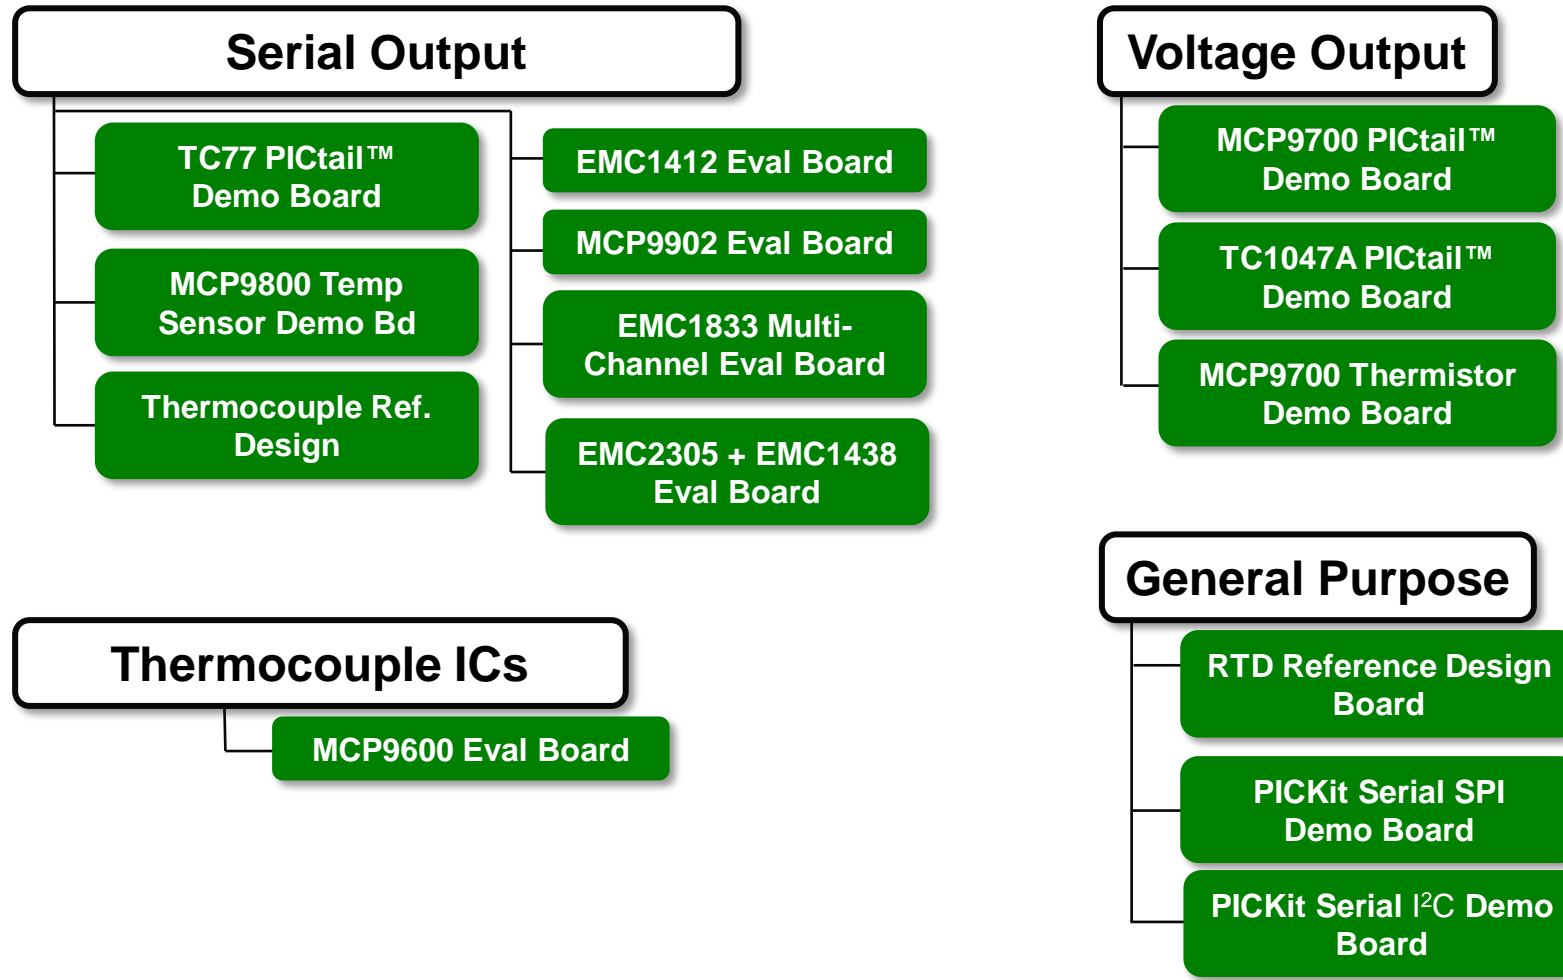 Serial Output
TC77 PICtail™
Demo Board
MCP9800 Temp
Sensor Demo Bd
Thermocouple Ref.
Design
EMC1412 Eval Board
MCP9902 Eval Board
EMC1833 Multi-
Channel Eval Board
EMC2305 + EMC1438
Eval Board
Voltage Output
MCP9700 PICtail™
Demo Board
TC1047A PICtail™
Demo Board
MCP9700 Thermistor
Demo Board
Thermocouple ICs
MCP9600 Eval Board
General Purpose
RTD Reference Design
Board
PICKit Serial SPI
Demo Board
PICKit Serial I²C Demo
Board